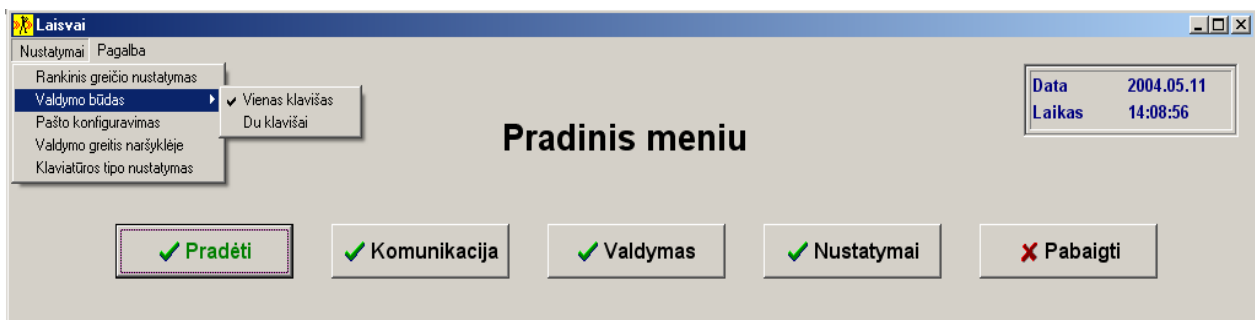 Laisvai
Nustatymai Pagalba
Rankinis greičio nustatymas
Valdymo būdas
Pašto konfiguravimas
Valdymo greitis naršyklėje
Klaviatūros tipo nustatymas
Vienas klavišas
Du klavišai
Data 2004.05.11
Laikas 14:08:56
Pradinis meniu
Pradėti
Komunikacija
Valdymas
Nustatymai
Pabaigti